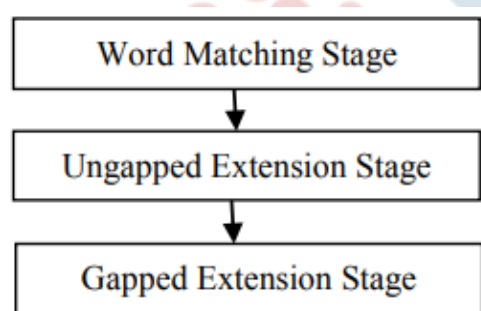 Word Matching Stage
Ungapped Extension Stage
Gapped Extension Stage